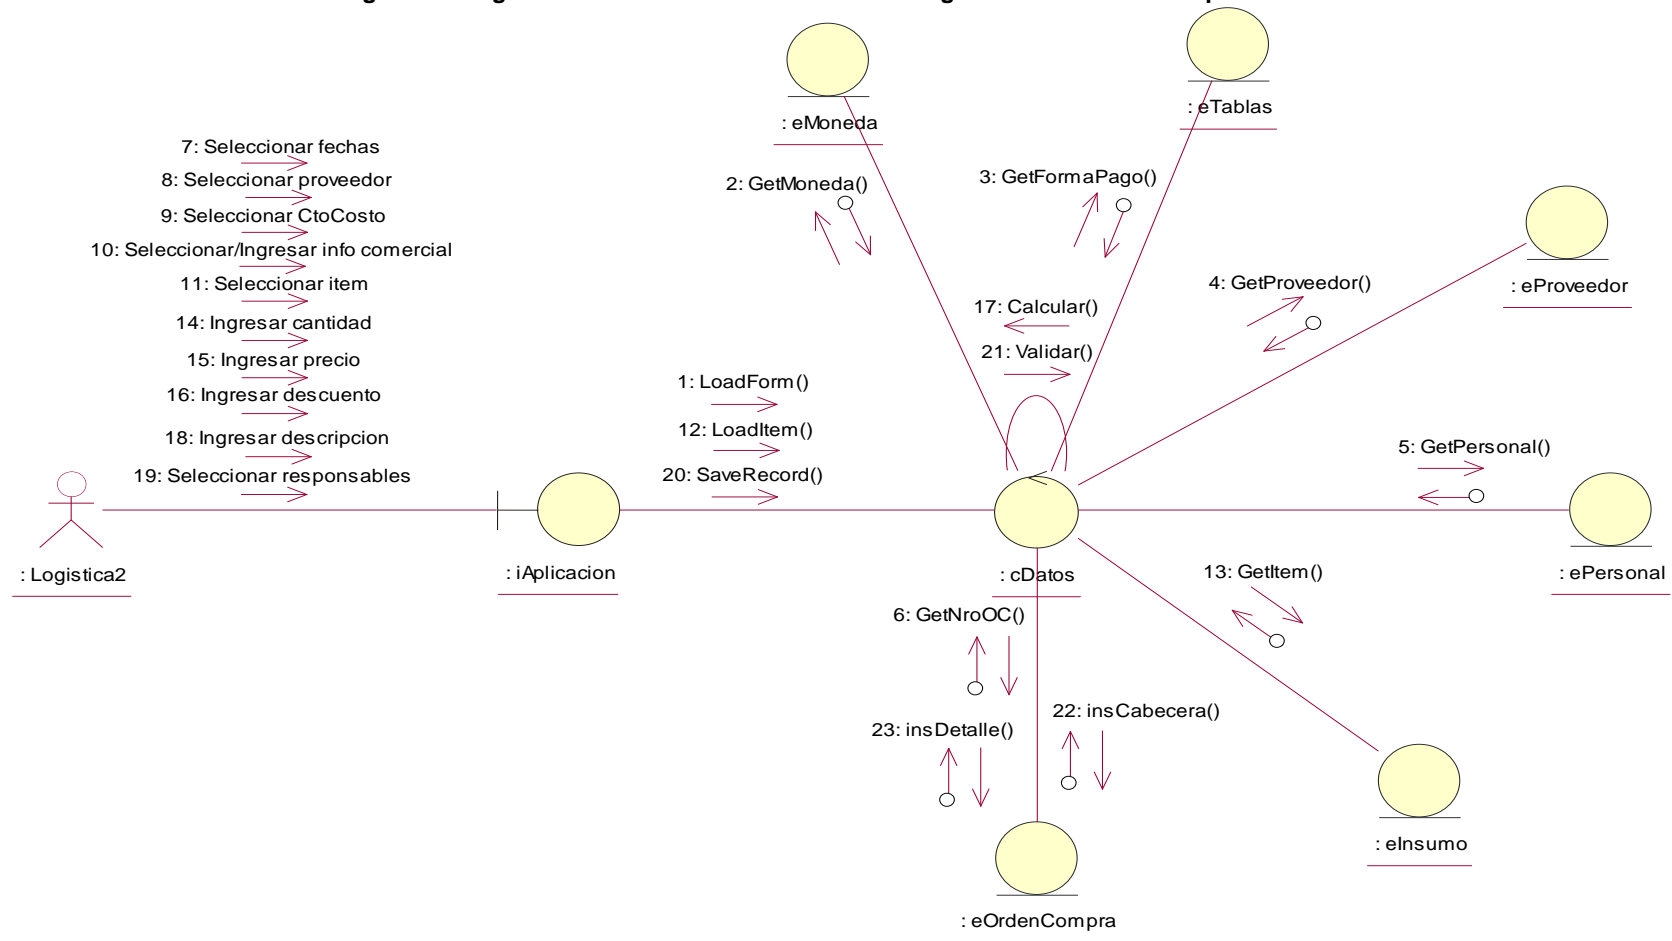 : eMoneda
: eTablas
7: Seleccionar fechas
8: Seleccionar proveedor
9: Seleccionar CtoCosto
10: Seleccionar/Ingresar info comercial
11: Seleccionar item
14: Ingresar cantidad
15: Ingresar precio
16: Ingresar descuento
18: Ingresar descripcion
19: Seleccionar responsables
2: GetMoneda()
3: GetFormaPago()
4: GetProveedor()
: eProveedor
17: Calcular()
21: Validar()
1: LoadForm()
12: LoadItem()
20: SaveRecord()
5: GetPersonal()
: Logistica2
: iAplicacion
: cDatos
13: GetItem()
: ePersonal
6: GetNroOC()
23: insDetalle()
22: insCabecera()
: eInsumo
: eOrdenCompra